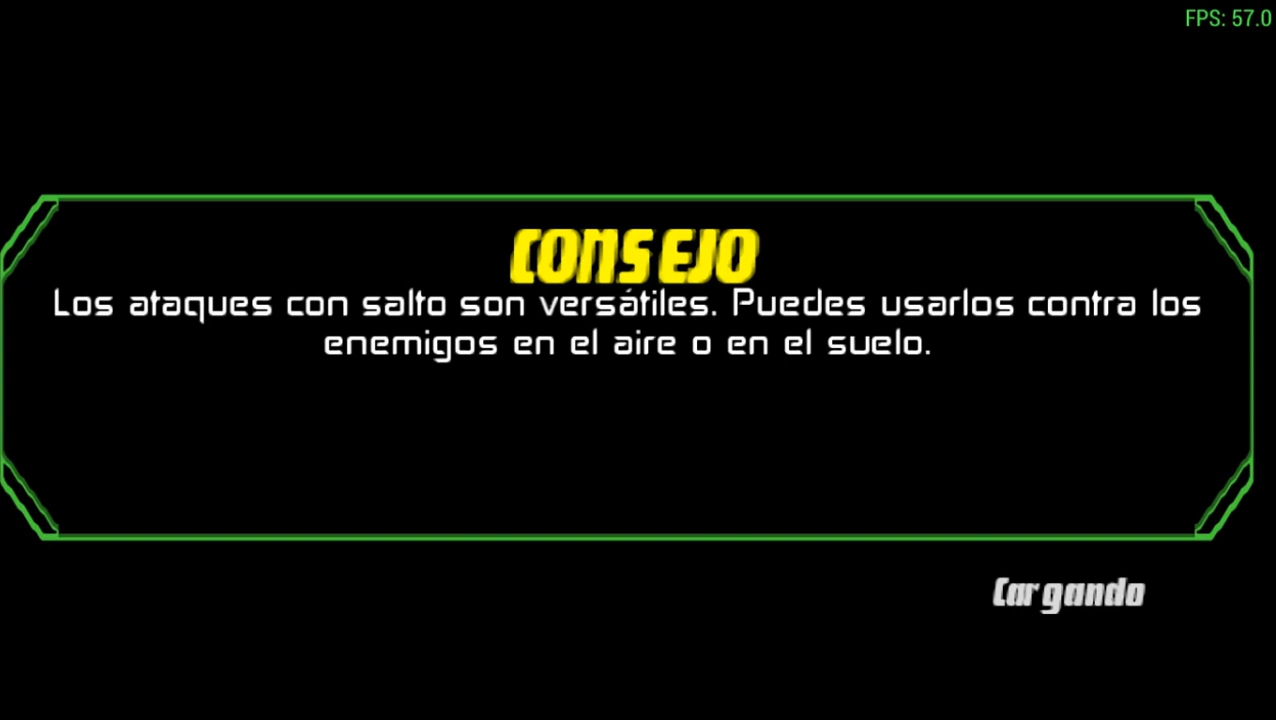 FPS: 57.0
CONSEJO
Los ataques con salto son versátiles. Puedes usarlos contra los
enemigos en el aire o en el suelo.
Cargando